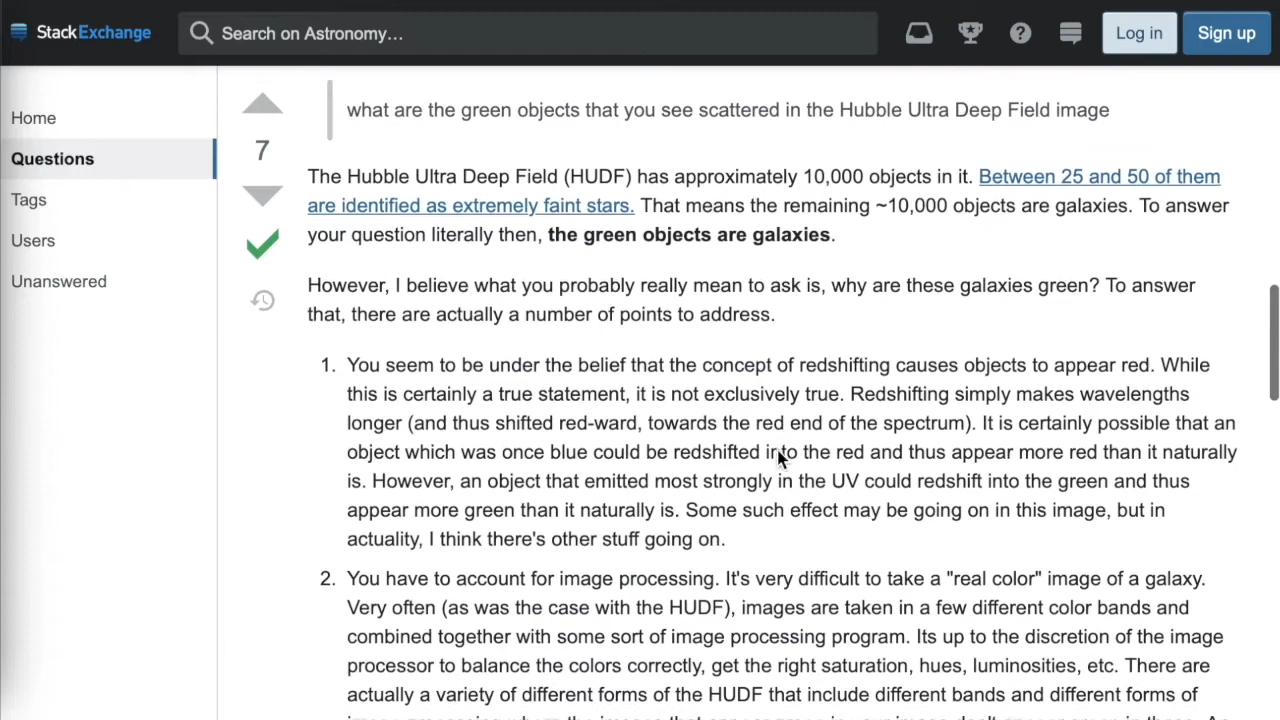 StackExchange
Search on Astronomy...
Log in
Sign up
Home
Questions
Tags
Users
Unanswered
7
what are the green objects that you see scattered in the Hubble Ultra Deep Field image
The Hubble Ultra Deep Field (HUDF) has approximately 10,000 objects in it. Between 25 and 50 of them
are identified as extremely faint stars. That means the remaining ~10,000 objects are galaxies. To answer
your question literally then, the green objects are galaxies.
However, I believe what you probably really mean to ask is, why are these galaxies green? To answer
that, there are actually a number of points to address.
1. You seem to be under the belief that the concept of redshifting causes objects to appear red. While
this is certainly a true statement, it is not exclusively true. Redshifting simply makes wavelengths
longer (and thus shifted red-ward, towards the red end of the spectrum). It is certainly possible that an
object which was once blue could be redshifted into the red and thus appear more red than it naturally
is. However, an object that emitted most strongly in the UV could redshift into the green and thus
appear more green than it naturally is. Some such effect may be going on in this image, but in
actuality, I think there's other stuff going on.
2. You have to account for image processing. It's very difficult to take a "real color" image of a galaxy.
Very often (as was the case with the HUDF), images are taken in a few different color bands and
combined together with some sort of image processing program. Its up to the discretion of the image
processor to balance the colors correctly, get the right saturation, hues, luminosities, etc. There are
actually a variety of different forms of the HUDF that include different bands and different forms of